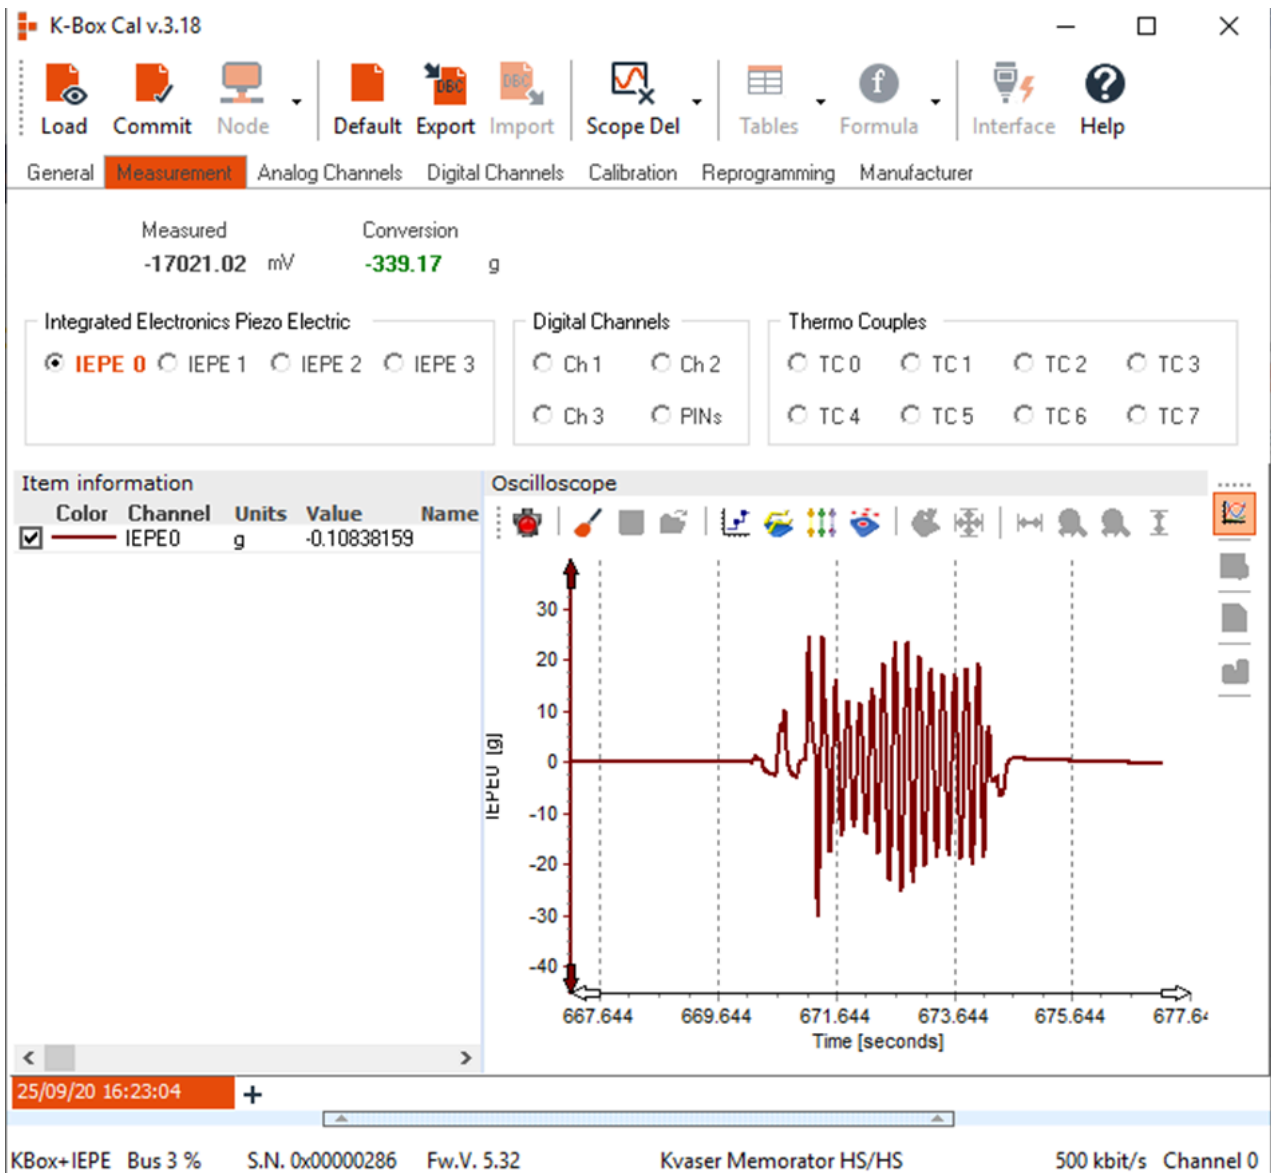 K-Box Cal v.3.18
DBC DBC f ?
Load Commit Node Default Export Import Scope Del Tables Formula Interface Help
General Measurement Analog Channels Digital Channels Calibration Reprogramming Manufacturer
Measured Conversion
-17021.02 mV -339.17 g
Integrated Electronics Piezo Electric Digital Channels Thermo Couples
IEPE 0 IEPE 1 IEPE 2 IEPE 3 Ch 1 Ch 2 TC 0 TC 1 TC 2 TC 3
Ch 3 PINs TC 4 TC 5 TC 6 TC 7
Item information Oscilloscope
Color Channel Units Value Name
IEPE0 g -0.10838159
30
20
10
0
-10
-20
-30
-40
IEPE0 [g]
667.644 669.644 671.644 673.644 675.644 677.64
Time [seconds]
25/09/20 16:23:04 +
KBox+IEPE Bus 3 % S.N. 0x00000286 Fw.V. 5.32 Kvaser Memorator HS/HS 500 kbit/s Channel 0